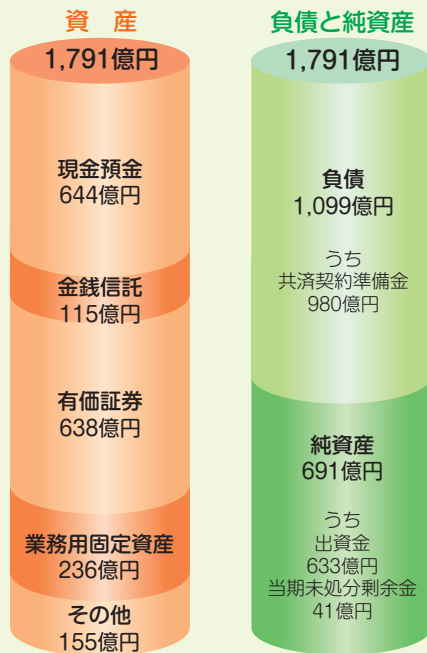 資　産
1,791億円
現金預金
644億円
金銭信託
115億円
有価証券
638億円
業務用固定資産
236億円
その他
155億円
負債と純資産
1,791億円
負債
1,099億円
うち
共済契約準備金
980億円
純資産
691億円
うち
出資金
633億円
当期未処分剰余金
41億円